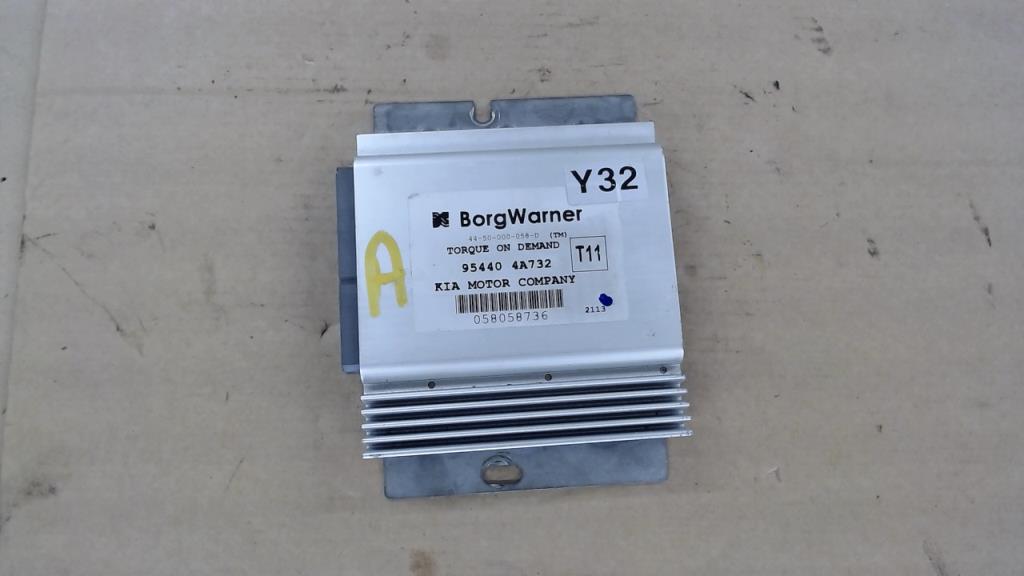 Y32
BorgWarner
44-50-000-058-D (TM)
TORQUE ON DEMAND
T11
95440 4A732
KIA MOTOR COMPANY
058058736
2113
A